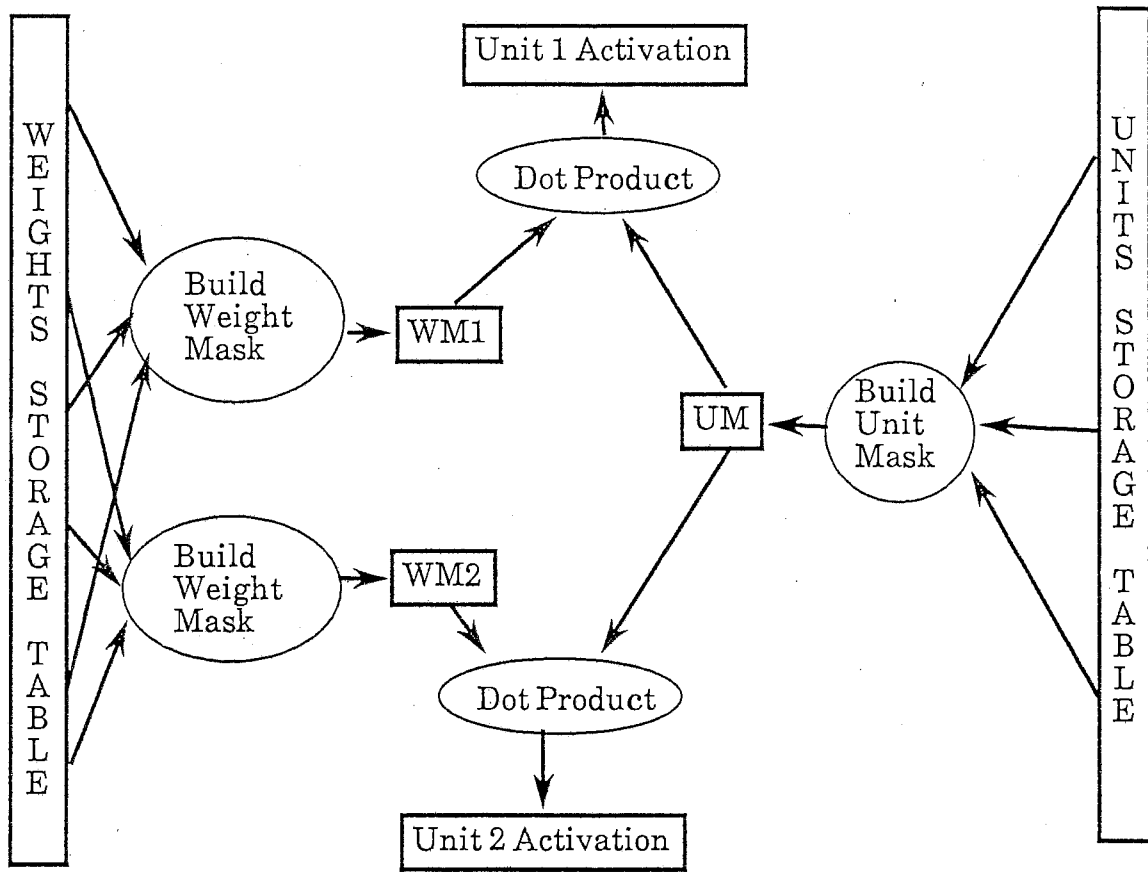 WEIGHTS STORAGE TABLE
Unit 1 Activation
Dot Product
Build
Weight
Mask
WM1
UM
Build
Unit
Mask
Build
Weight
Mask
WM2
Dot Product
Unit 2 Activation
UNITS STORAGE TABLE